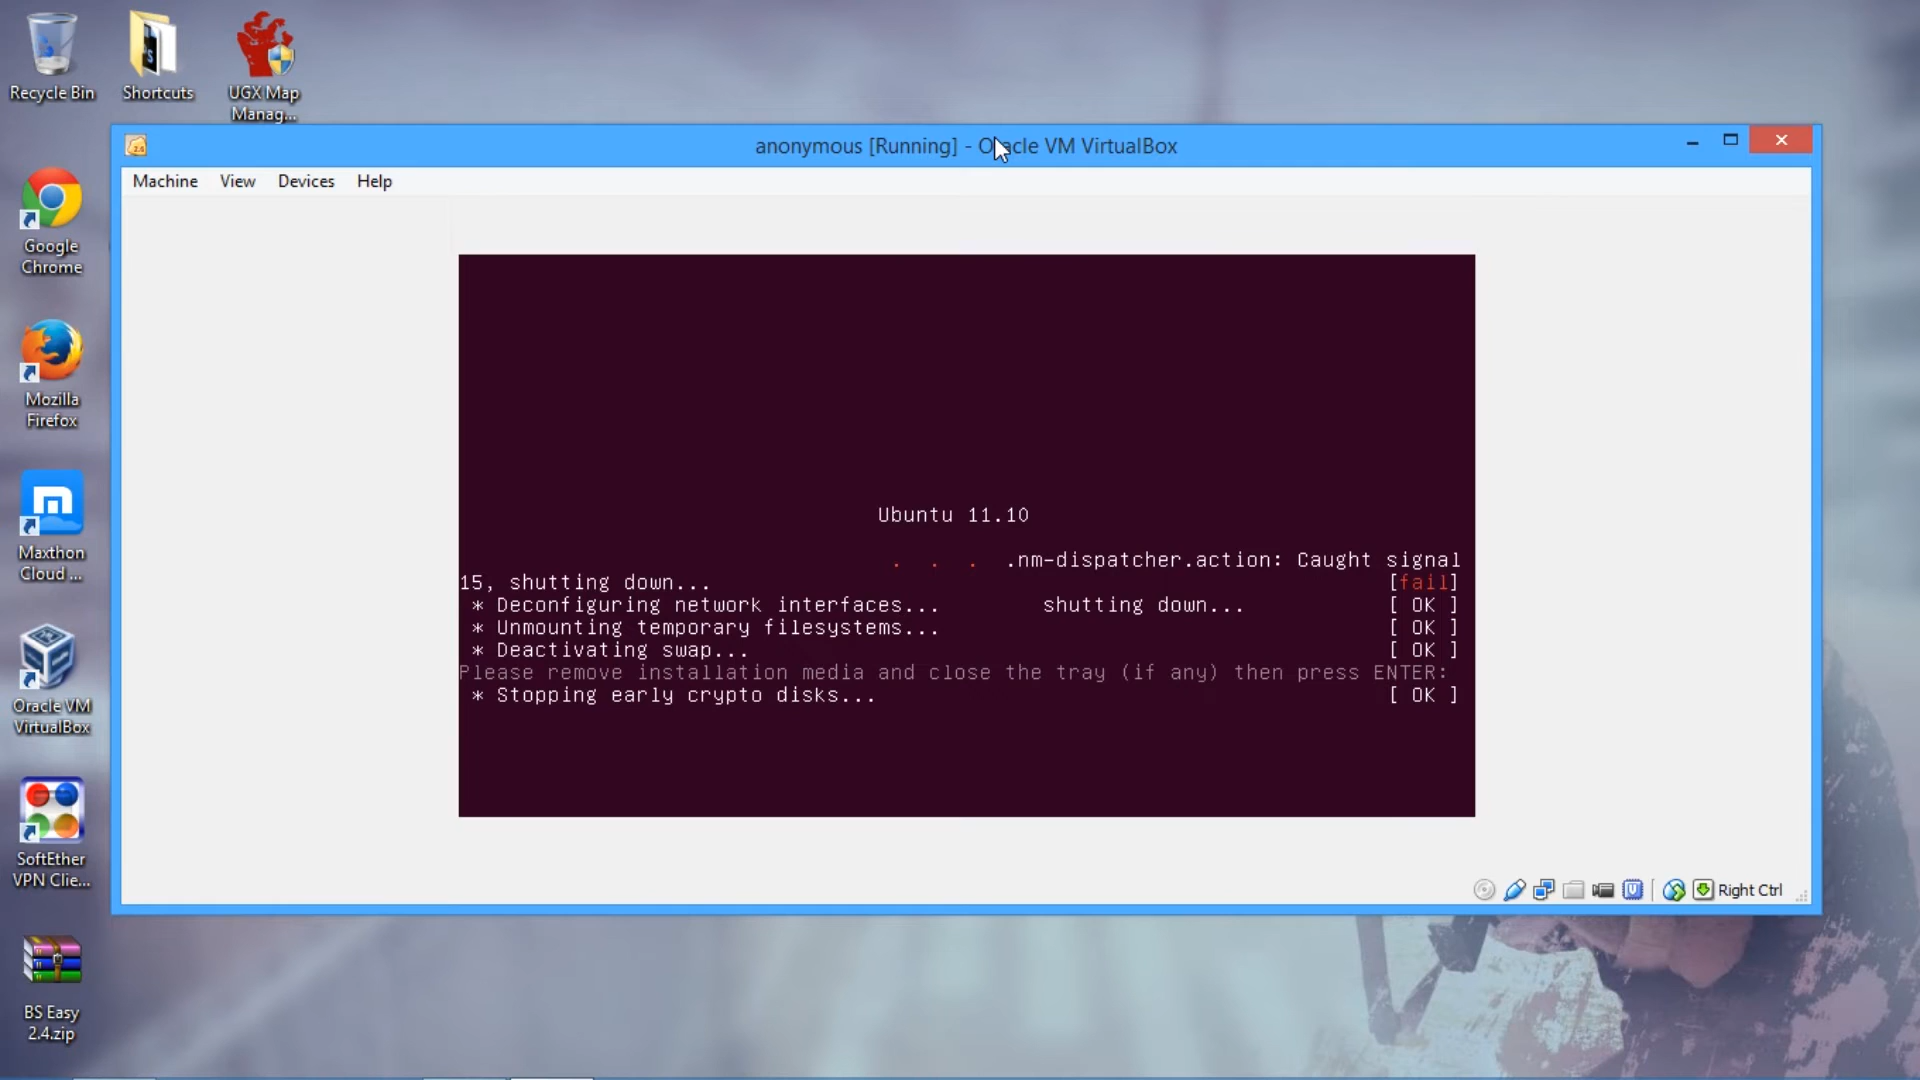 Recycle Bin
Shortcuts
UGX Map
Manag...
anonymous [Running] - Oracle VM VirtualBox
Machine View Devices Help
Google
Chrome
Mozilla
Firefox
Maxthon
Cloud ...
Oracle VM
VirtualBox
SoftEther
VPN Clie...
BS Easy
2.4.zip
Ubuntu 11.10
. . . .nm-dispatcher.action: Caught signal
15, shutting down... [fail]
* Deconfiguring network interfaces... shutting down... [ OK ]
* Unmounting temporary filesystems... [ OK ]
* Deactivating swap... [ OK ]
Please remove installation media and close the tray (if any) then press ENTER:
* Stopping early crypto disks... [ OK ]
Right Ctrl